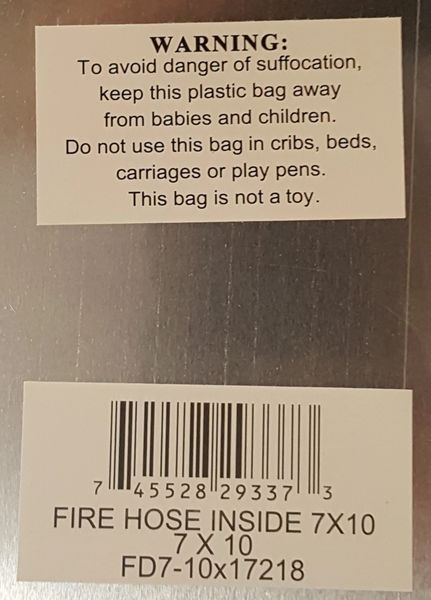 WARNING:
To avoid danger of suffocation,
keep this plastic bag away
from babies and children.
Do not use this bag in cribs, beds,
carriages or play pens.
This bag is not a toy.
7 45528 29337 3
FIRE HOSE INSIDE 7X10
7 X 10
FD7-10x17218